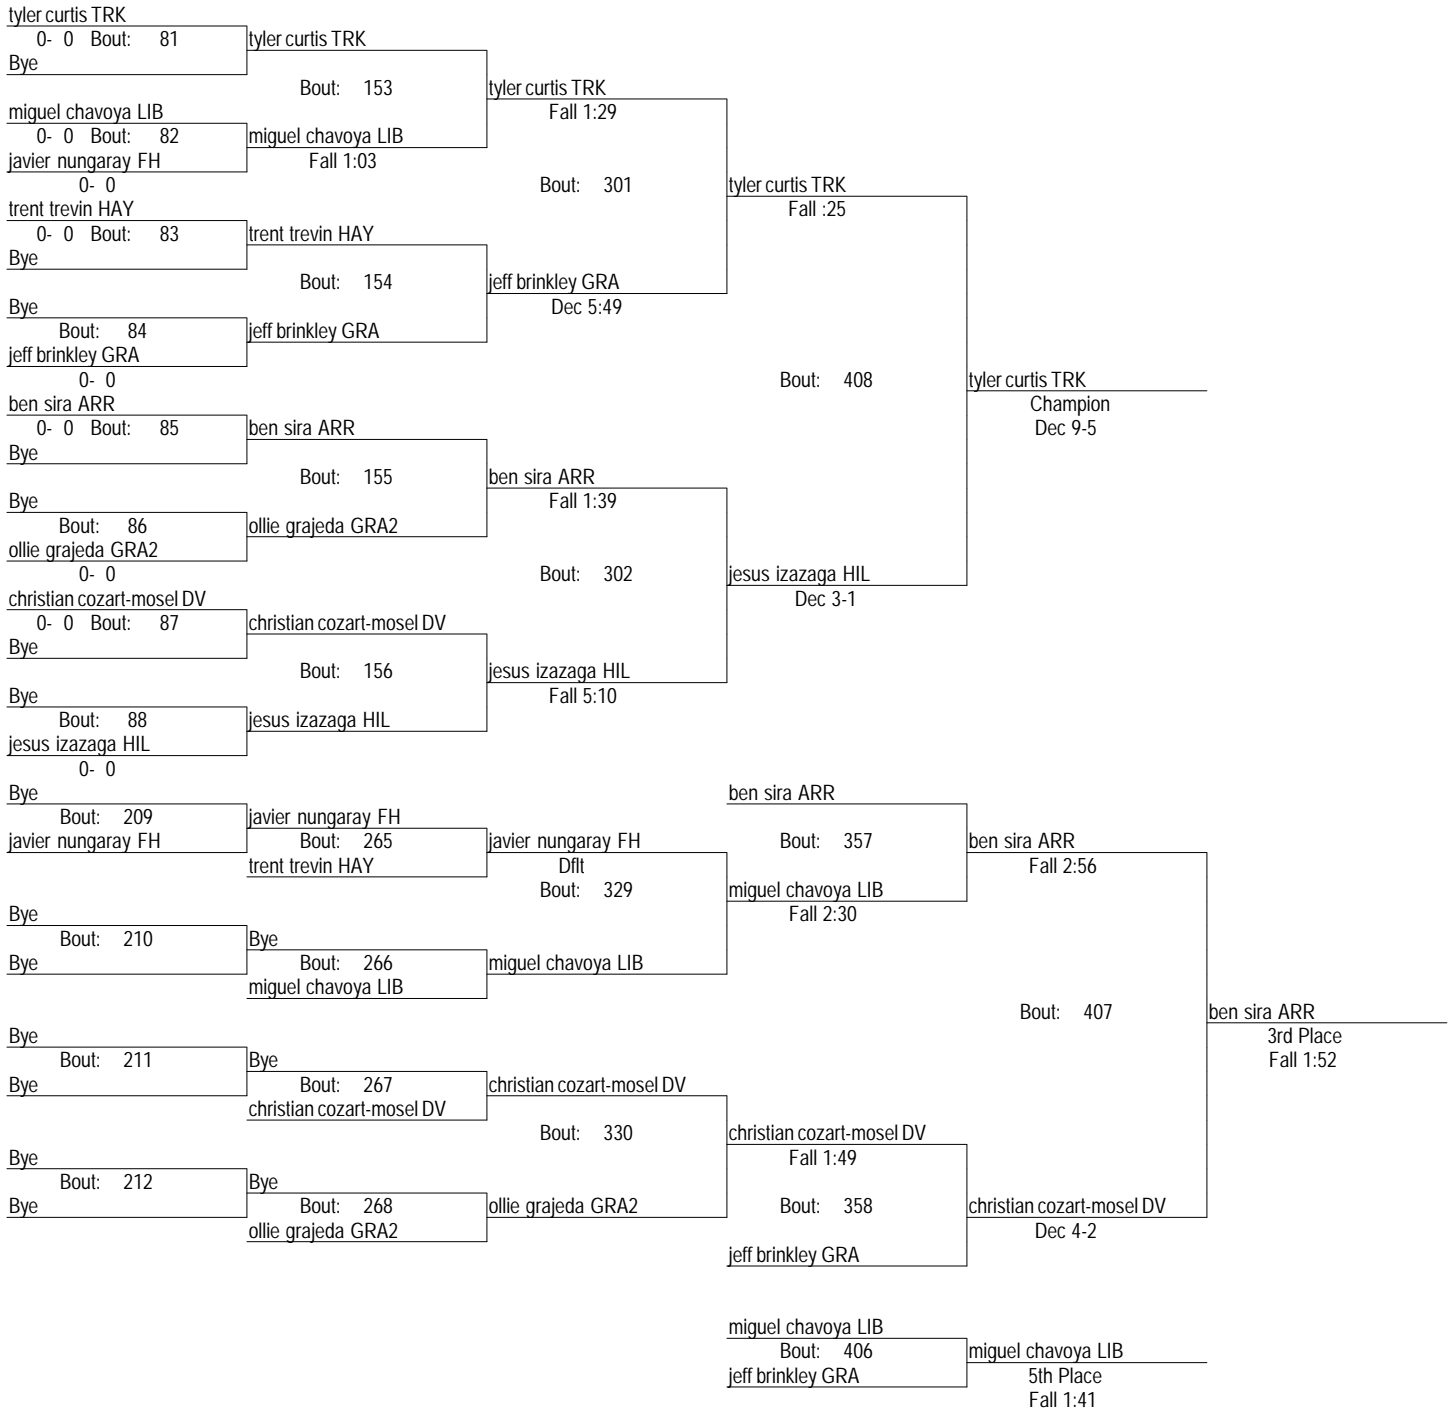 tyler curtis TRK
0- 0 Bout: 81
Bye
tyler curtis TRK
Bout: 153
miguel chavoya LIB
0- 0 Bout: 82
javier nungaray FH
0- 0
miguel chavoya LIB
Fall 1:03
tyler curtis TRK
Fall 1:29
Bout: 301
trent trevin HAY
0- 0 Bout: 83
Bye
trent trevin HAY
Bout: 154
Bye
Bout: 84
jeff brinkley GRA
0- 0
jeff brinkley GRA
jeff brinkley GRA
Dec 5:49
tyler curtis TRK
Fall :25
Bout: 408
tyler curtis TRK
Champion
Dec 9-5
ben sira ARR
0- 0 Bout: 85
Bye
ben sira ARR
Bout: 155
Bye
Bout: 86
ollie grajeda GRA2
0- 0
ollie grajeda GRA2
ben sira ARR
Fall 1:39
Bout: 302
christian cozart-mosel DV
0- 0 Bout: 87
Bye
christian cozart-mosel DV
Bout: 156
Bye
Bout: 88
jesus izazaga HIL
0- 0
jesus izazaga HIL
jesus izazaga HIL
Fall 5:10
jesus izazaga HIL
Dec 3-1
Bye
Bout: 209
javier nungaray FH
javier nungaray FH
Bout: 265
trent trevin HAY
javier nungaray FH
Dflt
Bout: 329
Bye
Bout: 210
Bye
Bye
Bout: 266
miguel chavoya LIB
miguel chavoya LIB
ben sira ARR
Bout: 357
miguel chavoya LIB
Fall 2:30
ben sira ARR
Fall 2:56
Bout: 407
ben sira ARR
3rd Place
Fall 1:52
Bye
Bout: 211
Bye
Bye
Bout: 267
christian cozart-mosel DV
christian cozart-mosel DV
Bout: 330
Bye
Bout: 212
Bye
Bye
Bout: 268
ollie grajeda GRA2
ollie grajeda GRA2
christian cozart-mosel DV
Fall 1:49
Bout: 358
jeff brinkley GRA
christian cozart-mosel DV
Dec 4-2
miguel chavoya LIB
Bout: 406
jeff brinkley GRA
miguel chavoya LIB
5th Place
Fall 1:41